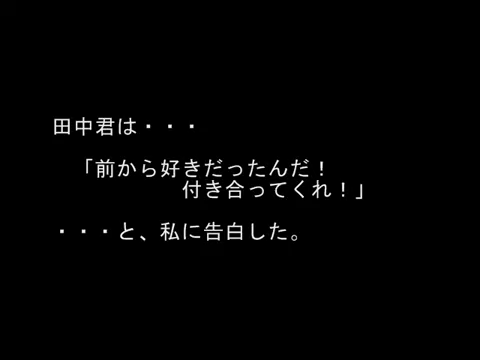 田中君は・・・
「前から好きだったんだ！
付き合ってくれ！」
・・・と、私に告白した。